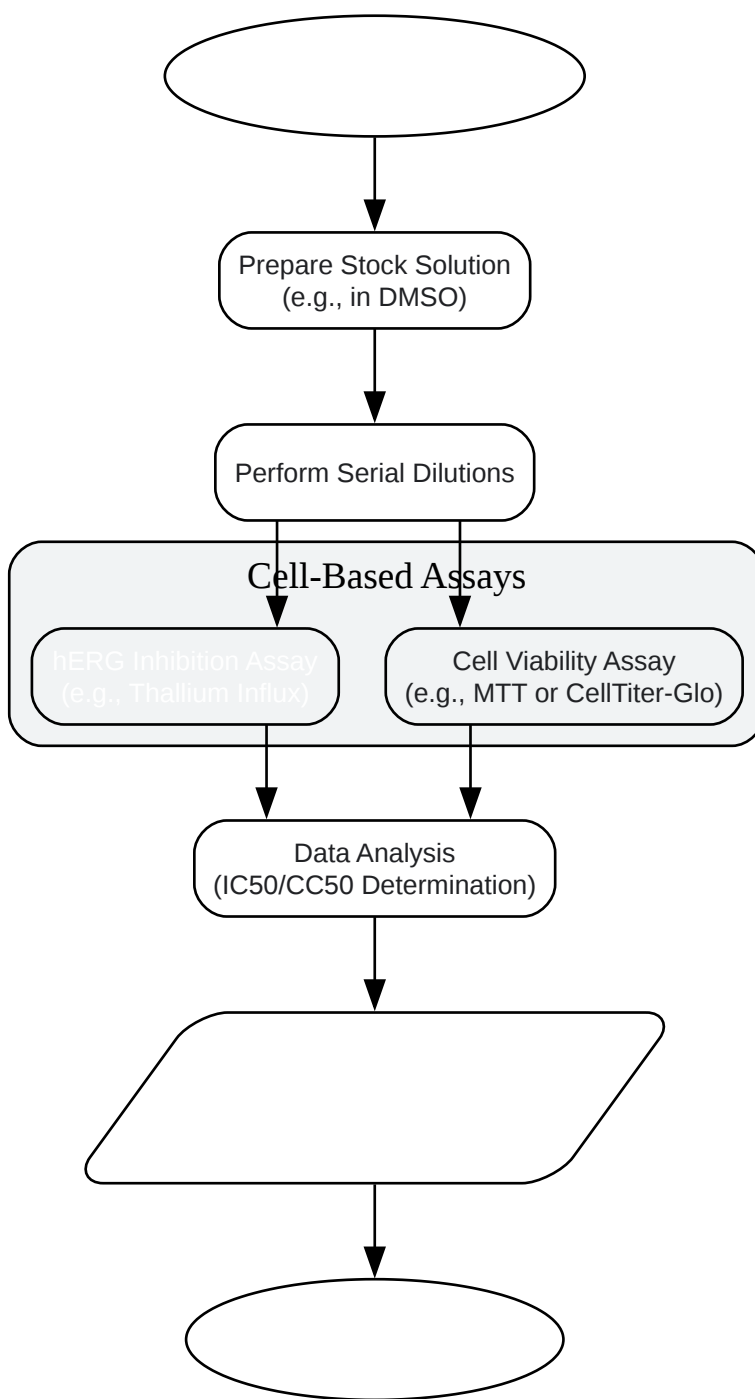 Prepare Stock Solution
(e.g., in DMSO)
Perform Serial Dilutions
Cell-Based Assays
hERG Inhibition Assay
(e.g., Thallium Influx)
Cell Viability Assay
(e.g., MTT or CellTiter-Glo)
Data Analysis
(IC50/CC50 Determination)